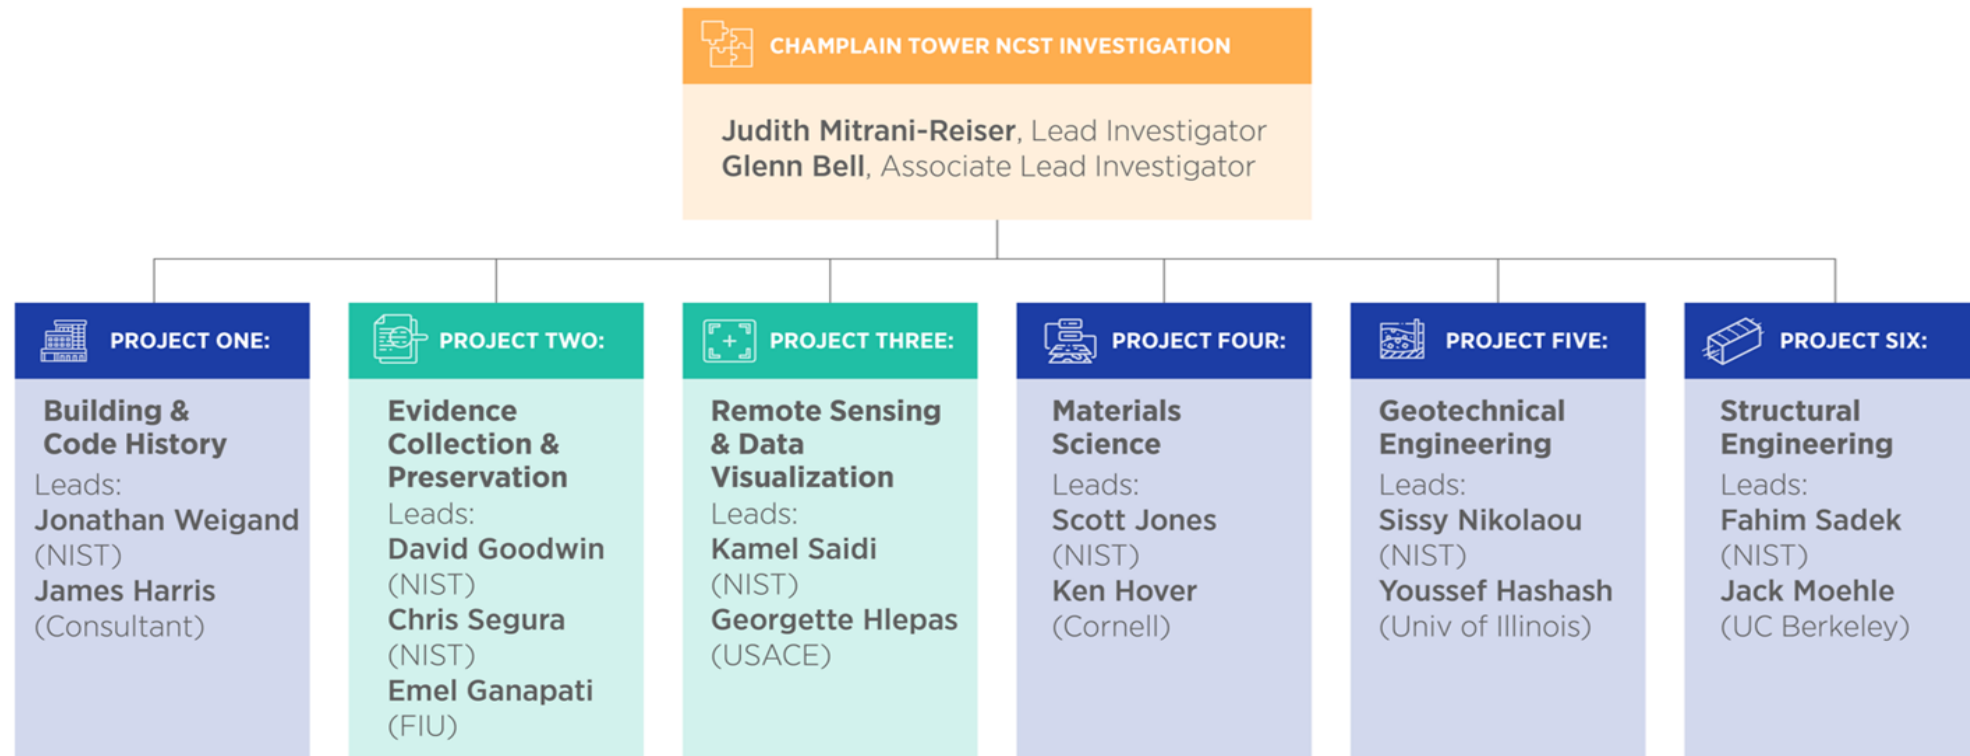 CHAMPLAIN TOWER NCST INVESTIGATION
Judith Mitrani-Reiser, Lead Investigator
Glenn Bell, Associate Lead Investigator
PROJECT ONE:
Building &
Code History
Leads:
Jonathan Weigand
(NIST)
James Harris
(Consultant)
PROJECT TWO:
Evidence
Collection &
Preservation
Leads:
David Goodwin
(NIST)
Chris Segura
(NIST)
Emel Ganapati
(FIU)
PROJECT THREE:
Remote Sensing
& Data
Visualization
Leads:
Kamel Saidi
(NIST)
Georgette Hlepas
(USACE)
PROJECT FOUR:
Materials
Science
Leads:
Scott Jones
(NIST)
Ken Hover
(Cornell)
PROJECT FIVE:
Geotechnical
Engineering
Leads:
Sissy Nikolaou
(NIST)
Youssef Hashash
(Univ of Illinois)
PROJECT SIX:
Structural
Engineering
Leads:
Fahim Sadek
(NIST)
Jack Moehle
(UC Berkeley)